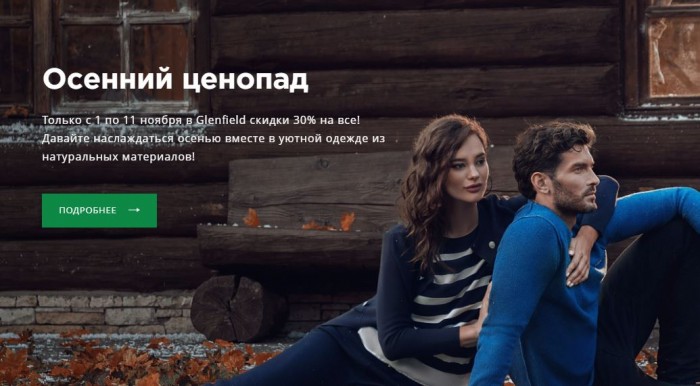 Осенний ценопад
Только с 1 по 11 ноября в Glenfield скидки 30% на все!
Давайте наслаждаться осенью вместе в уютной одежде из
натуральных материалов!
ПОДРОБНЕЕ →